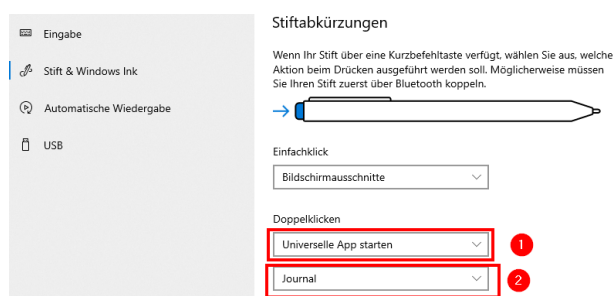 Eingabe
Stift & Windows Ink
Automatische Wiedergabe
USB
Stiftabkürzungen
Wenn Ihr Stift über eine Kurzbefehltaste verfügt, wählen Sie aus, welche
Aktion beim Drücken ausgeführt werden soll. Möglicherweise müssen
Sie Ihren Stift zuerst über Bluetooth koppeln.
Einfachklick
Bildschirmausschnitte
Doppelklicken
Universelle App starten
1
Journal
2